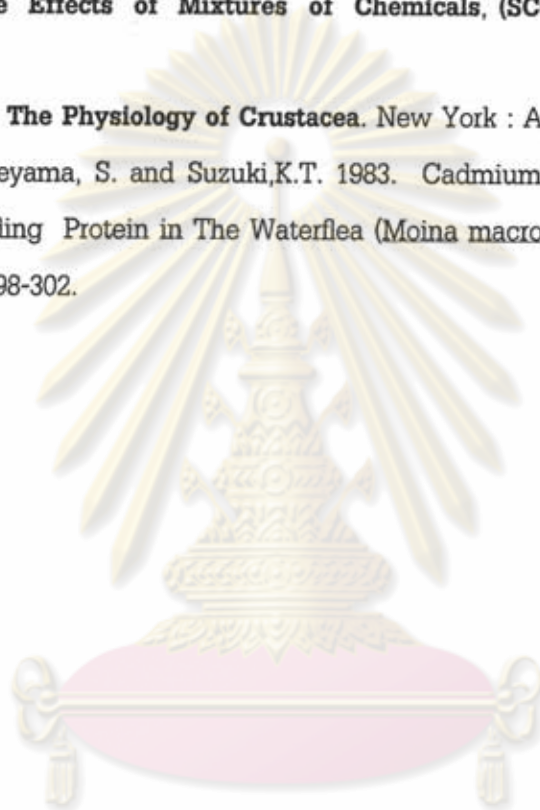 Effects of Mixtures of Chemicals, (SC
The Physiology of Crustacea. New York : A
eyama, S. and Suzuki,K.T. 1983. Cadmium
ling Protein in The Waterflea (Moina macro
98-302.